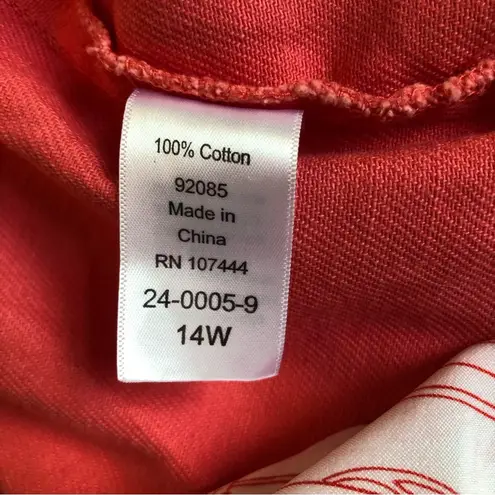 100% Cotton
92085
Made in
China
RN 107444
24-0005-9
14W